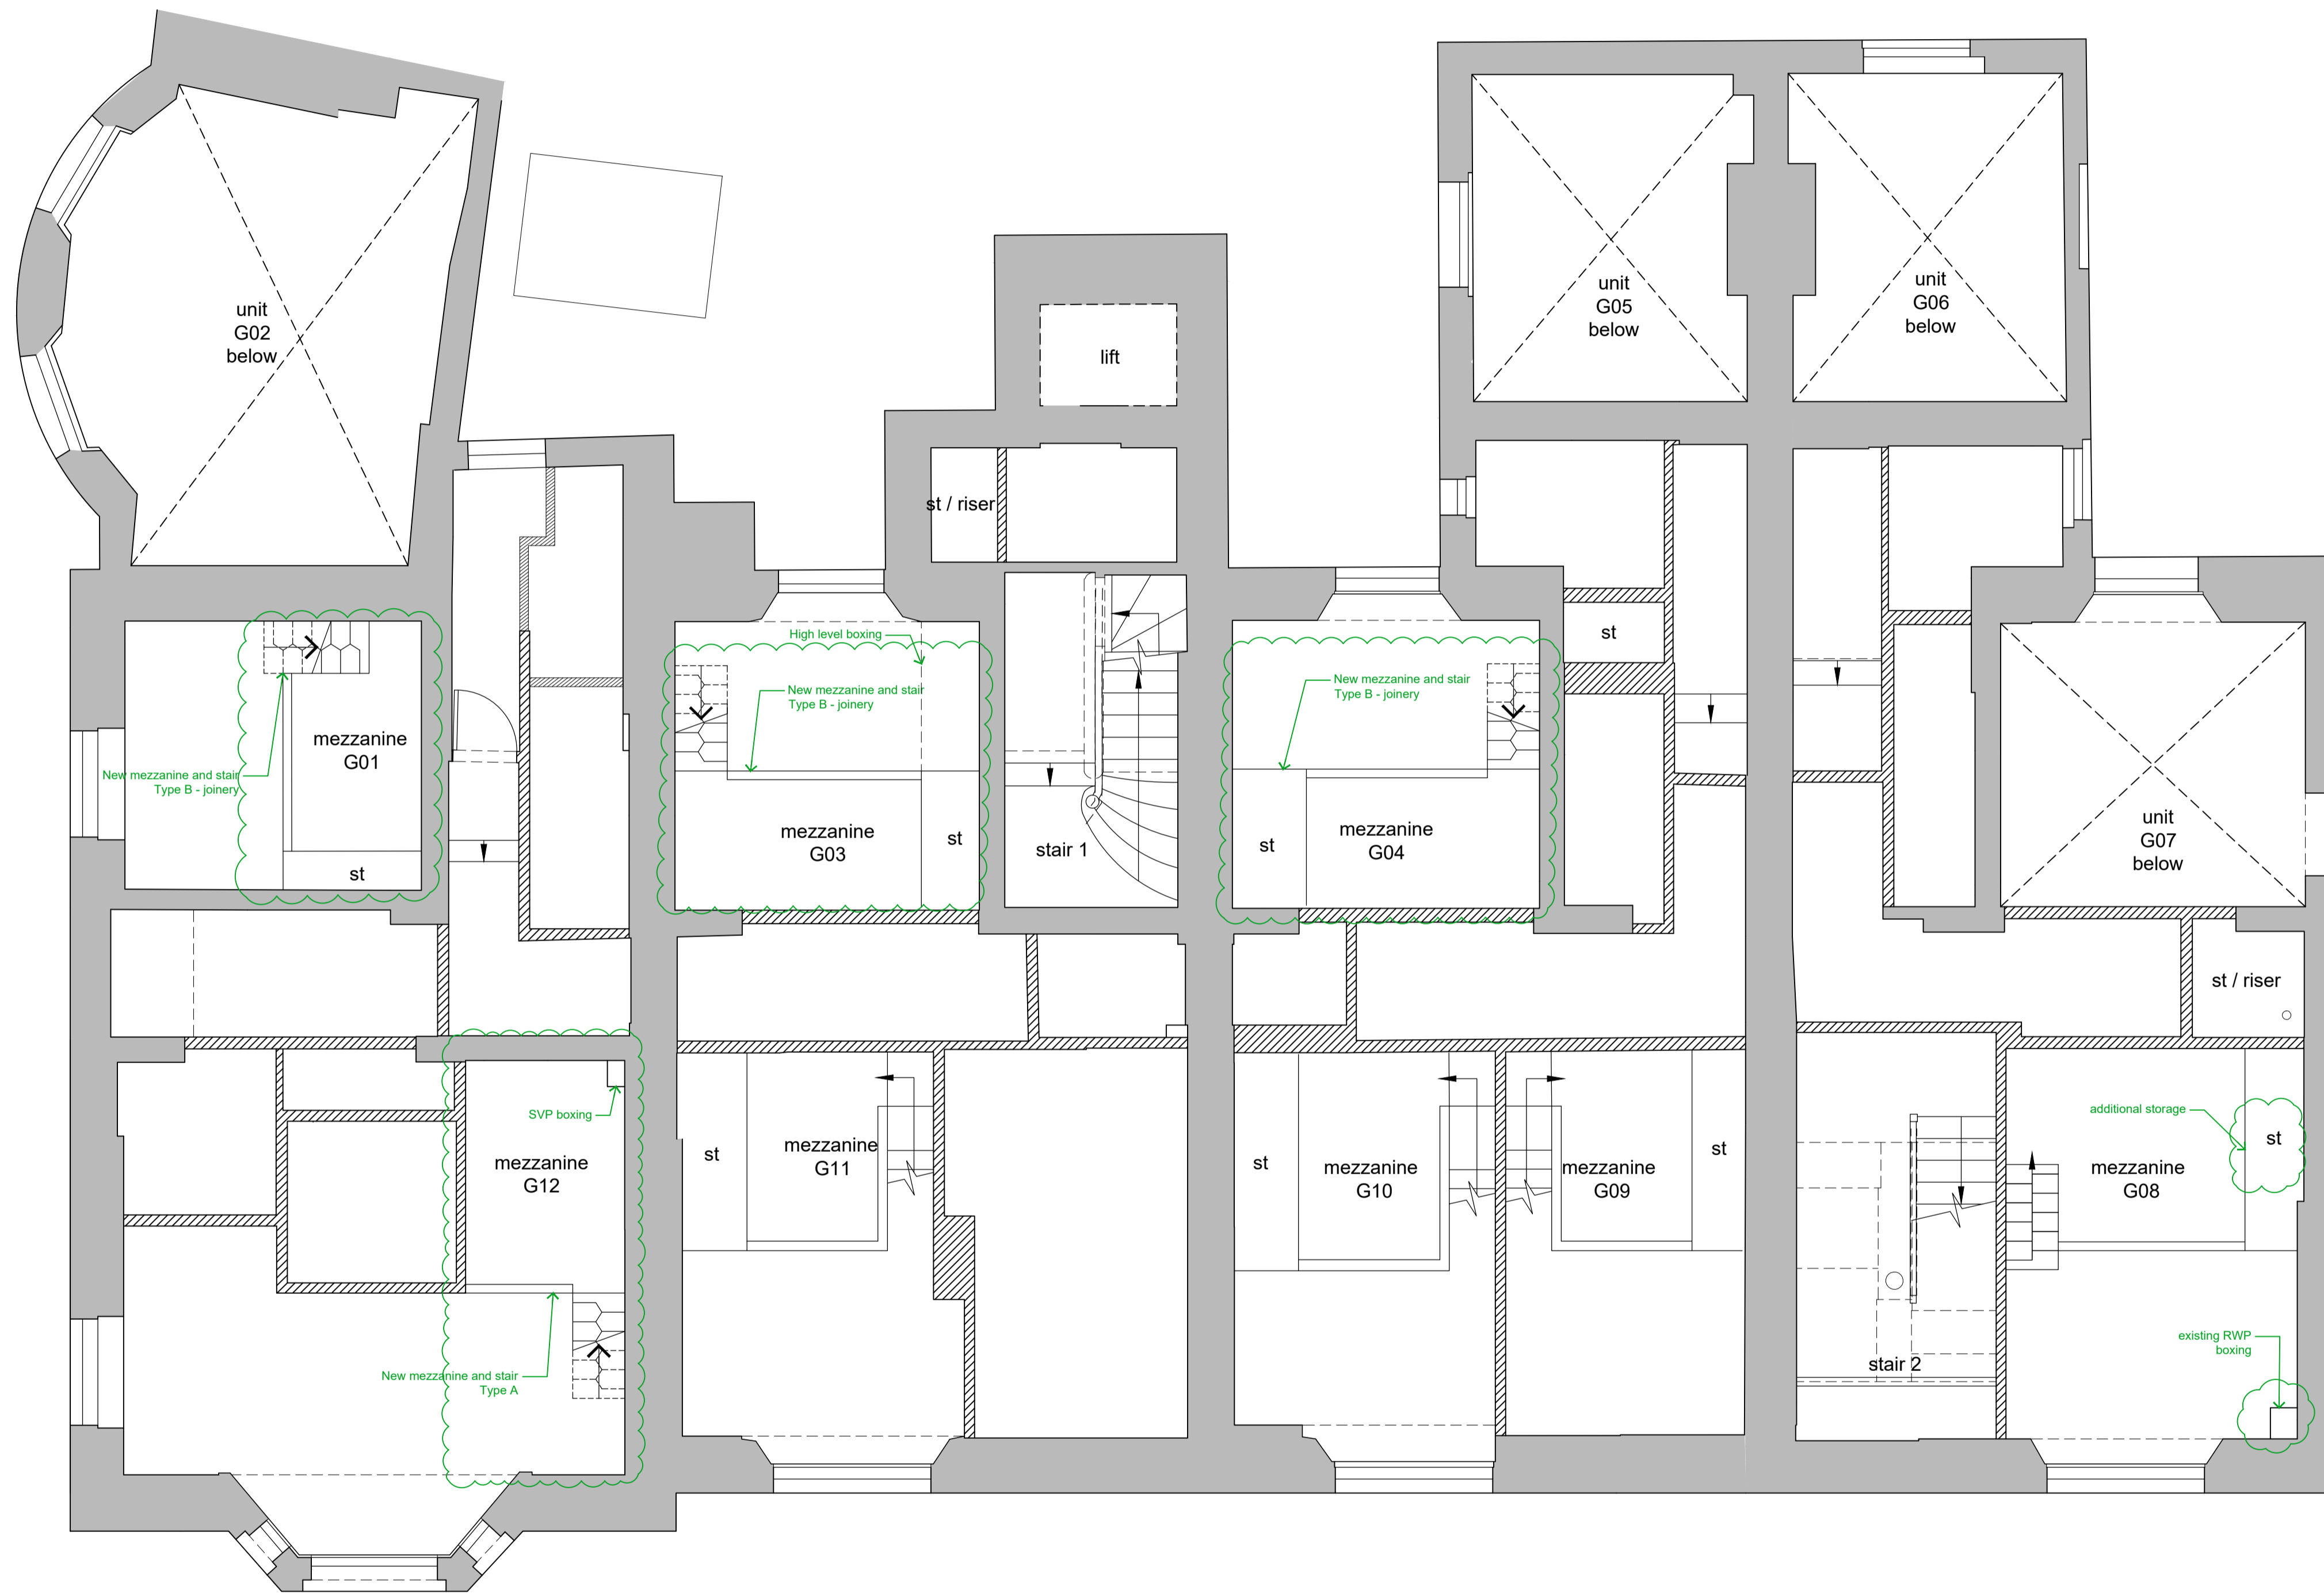 unit
G02
below
lift
unit
G05
below
unit
G06
below
st / riser
High level boxing
New mezzanine and stair
Type B - joinery
New mezzanine and stair
Type B - joinery
st
mezzanine
G01
New mezzanine and stair
Type B - joinery
st
mezzanine
G03
st
stair 1
st
mezzanine
G04
unit
G07
below
st / riser
SVP boxing
mezzanine
G12
st
mezzanine
G11
st
mezzanine
G10
mezzanine
G09
st
additional storage
st
mezzanine
G08
New mezzanine and stair
Type A
stair 2
existing RWP
boxing